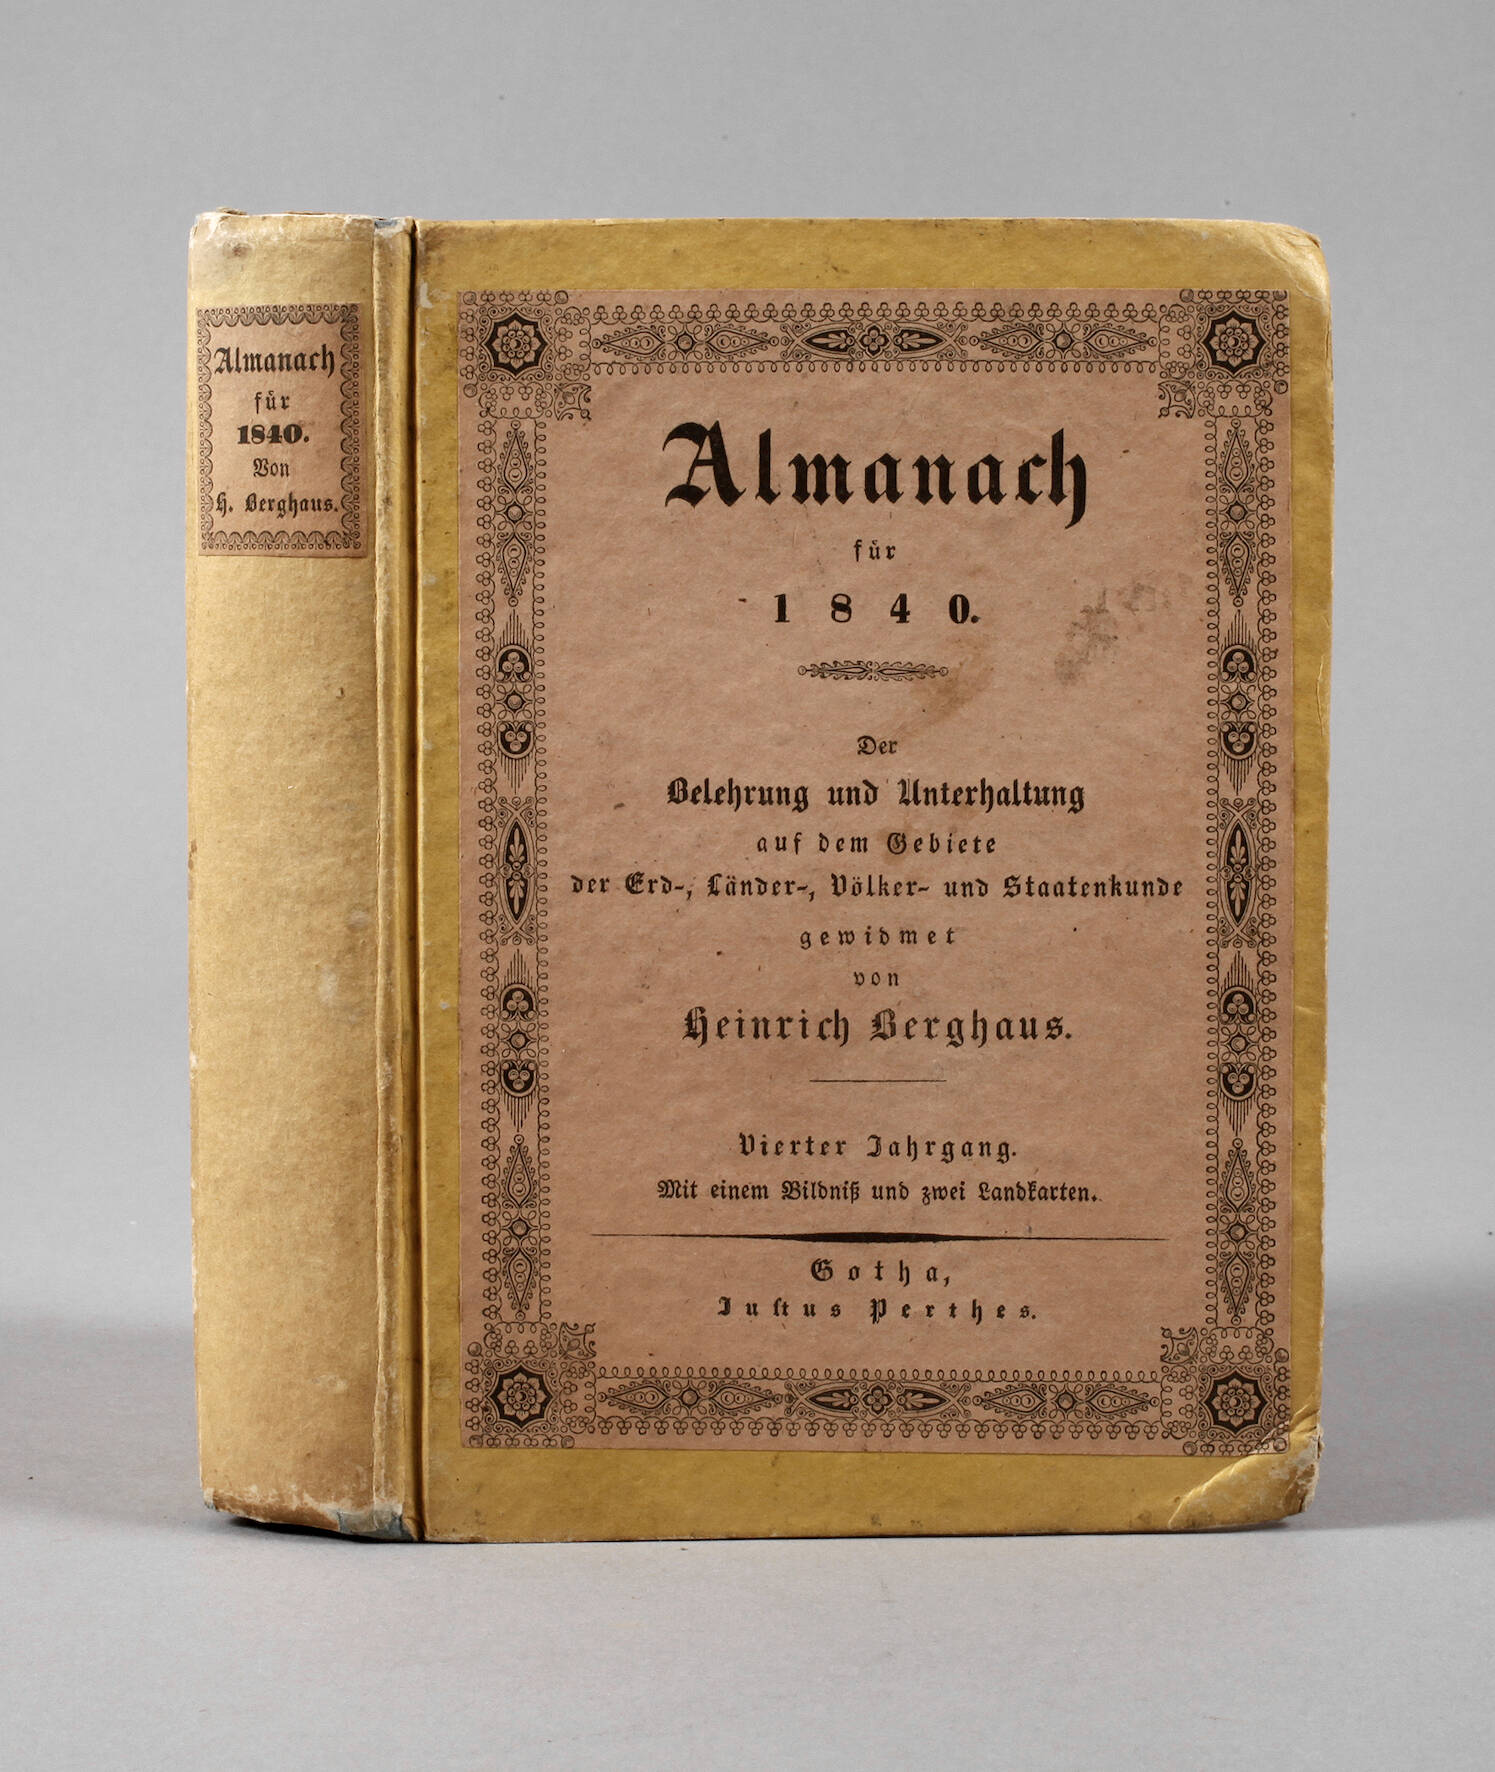 Almanach
für
1840.
Von
H. Berghaus.
Almanach
für
1840.
Der
Belehrung und Unterhaltung
auf dem Gebiete
der Erd-, Länder-, Völker- und Staatenkunde
gewidmet
von
Heinrich Berghaus.
Vierter Jahrgang.
Mit einem Bildniß und zwei Landkarten.
Gotha,
Justus Perthes.